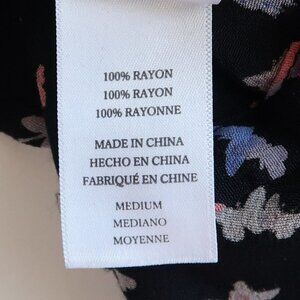 100% RAYON
100% RAYON
100% RAYONNE
MADE IN CHINA
HECHO EN CHINA
FABRIQUÉ EN CHINE
MEDIUM
MEDIANO
MOYENNE